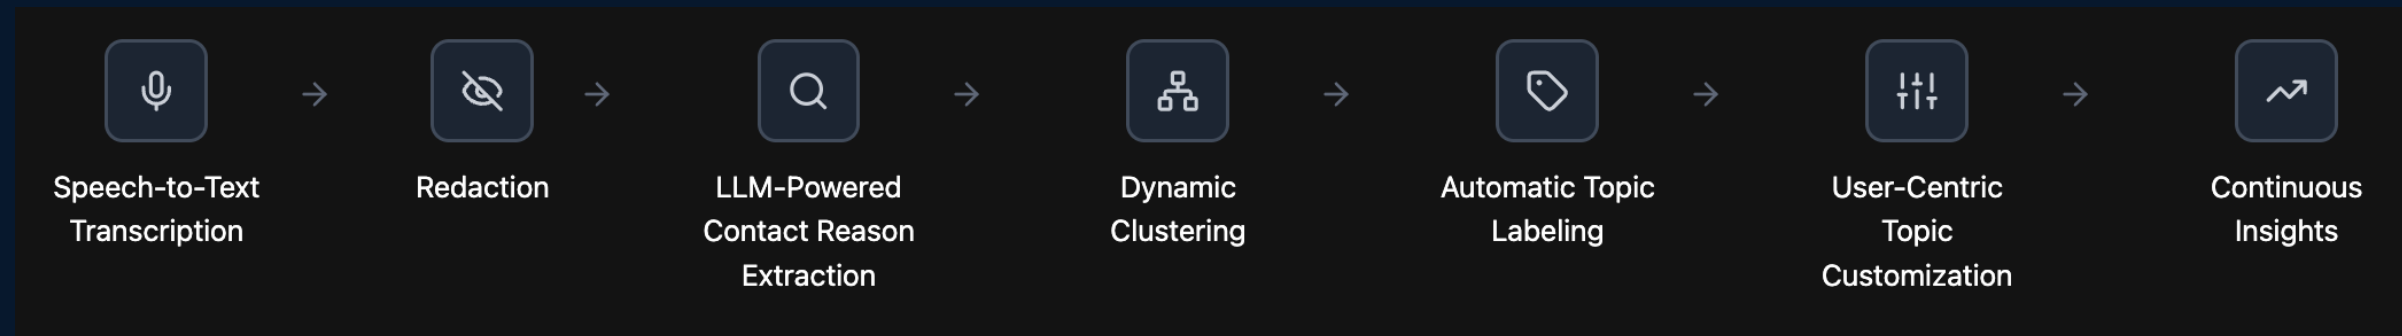 Speech-to-Text
Transcription
Redaction
LLM-Powered
Contact Reason
Extraction
Dynamic
Clustering
Automatic Topic
Labeling
User-Centric
Topic
Customization
Continuous
Insights